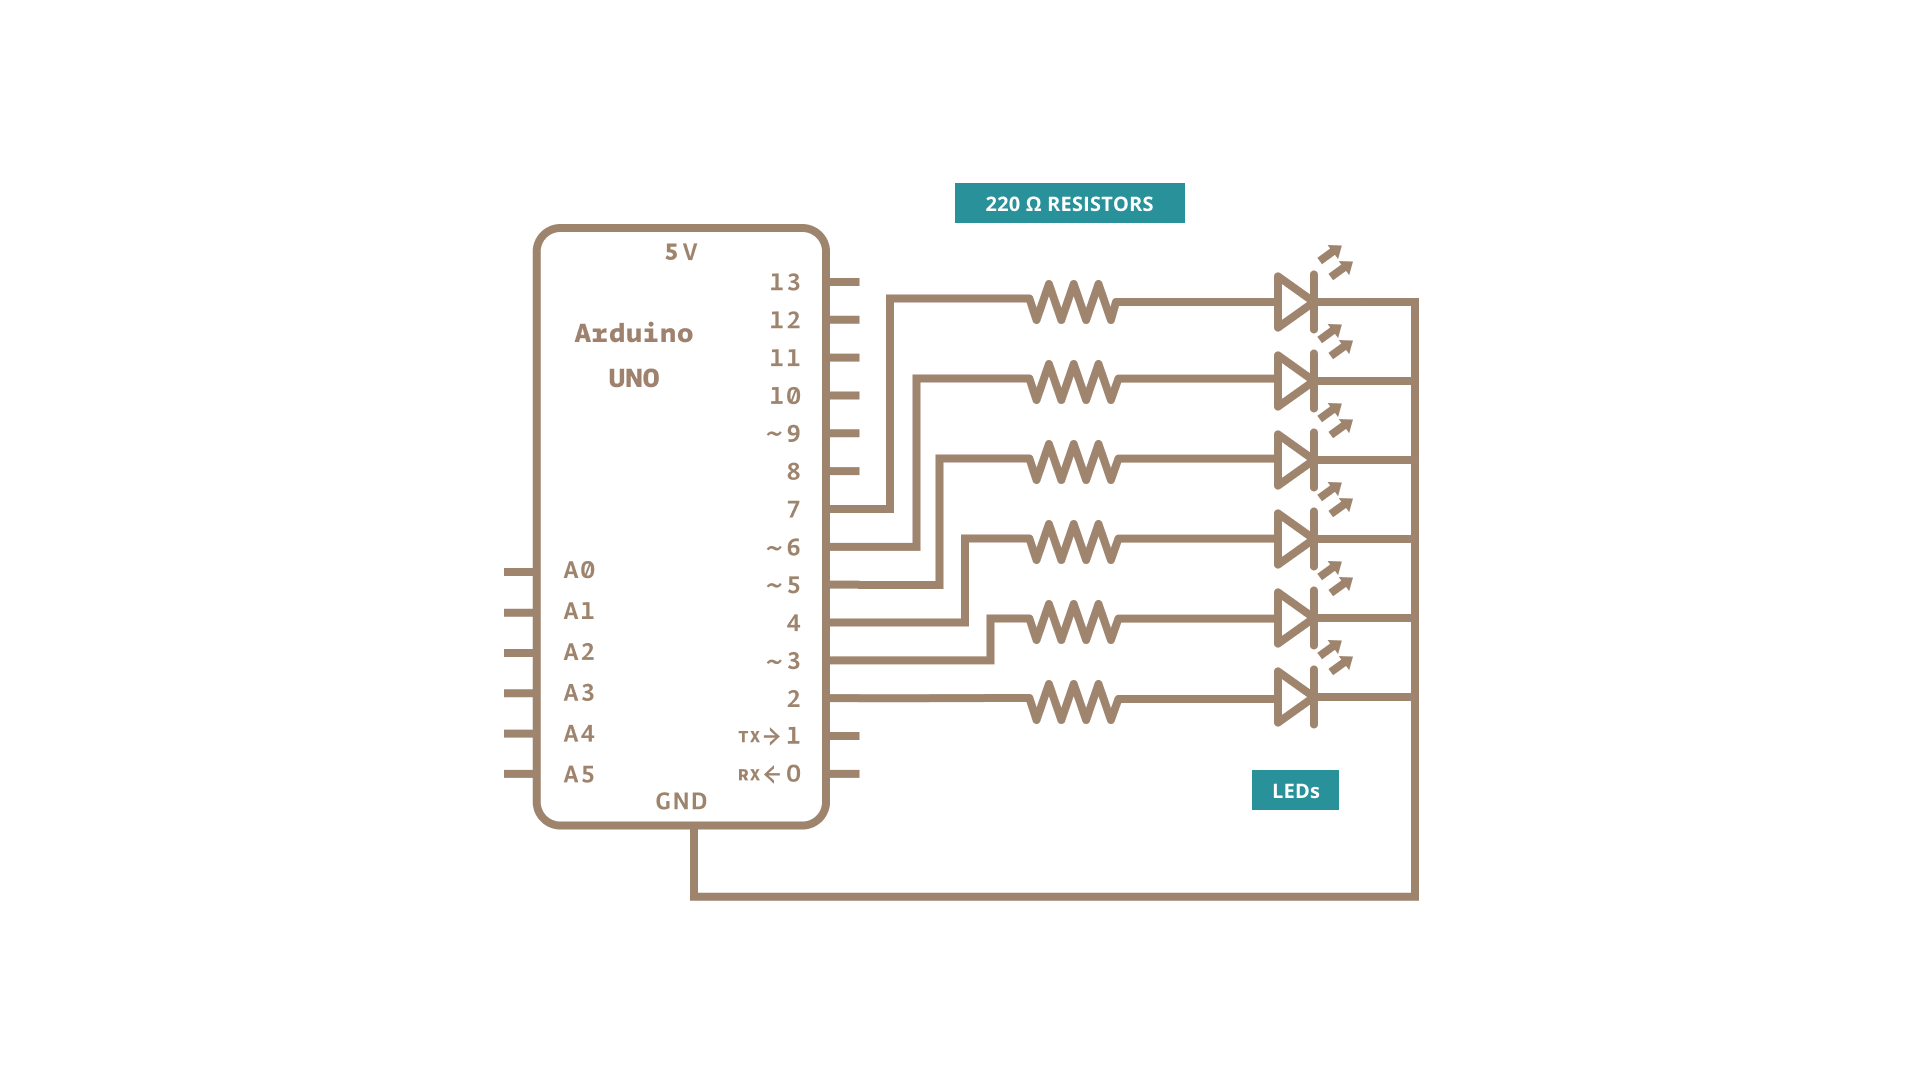 220 Ω RESISTORS
5V
Arduino
UNO
13
12
11
10
~9
8
7
~6
~5
4
~3
2
TX→1
RX←0
A0
A1
A2
A3
A4
A5
GND
LEDs